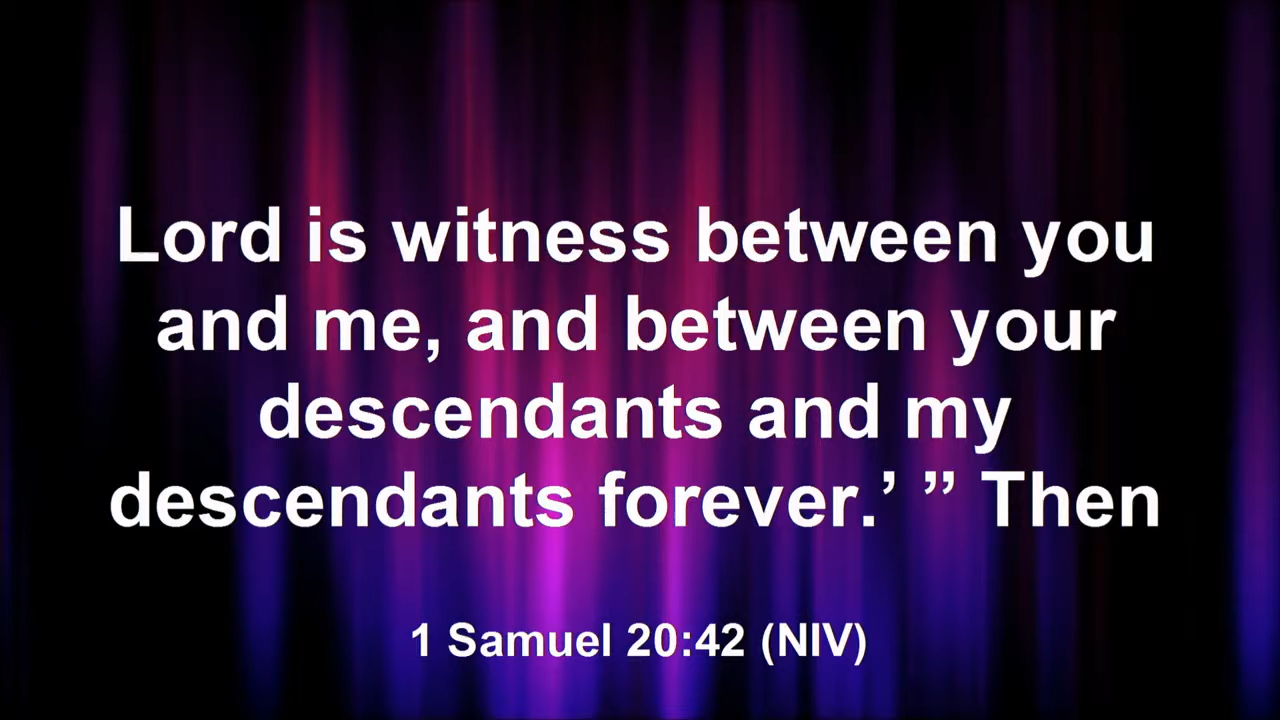 Lord is witness between you
and me, and between your
descendants and my
descendants forever.’ ” Then
1 Samuel 20:42 (NIV)